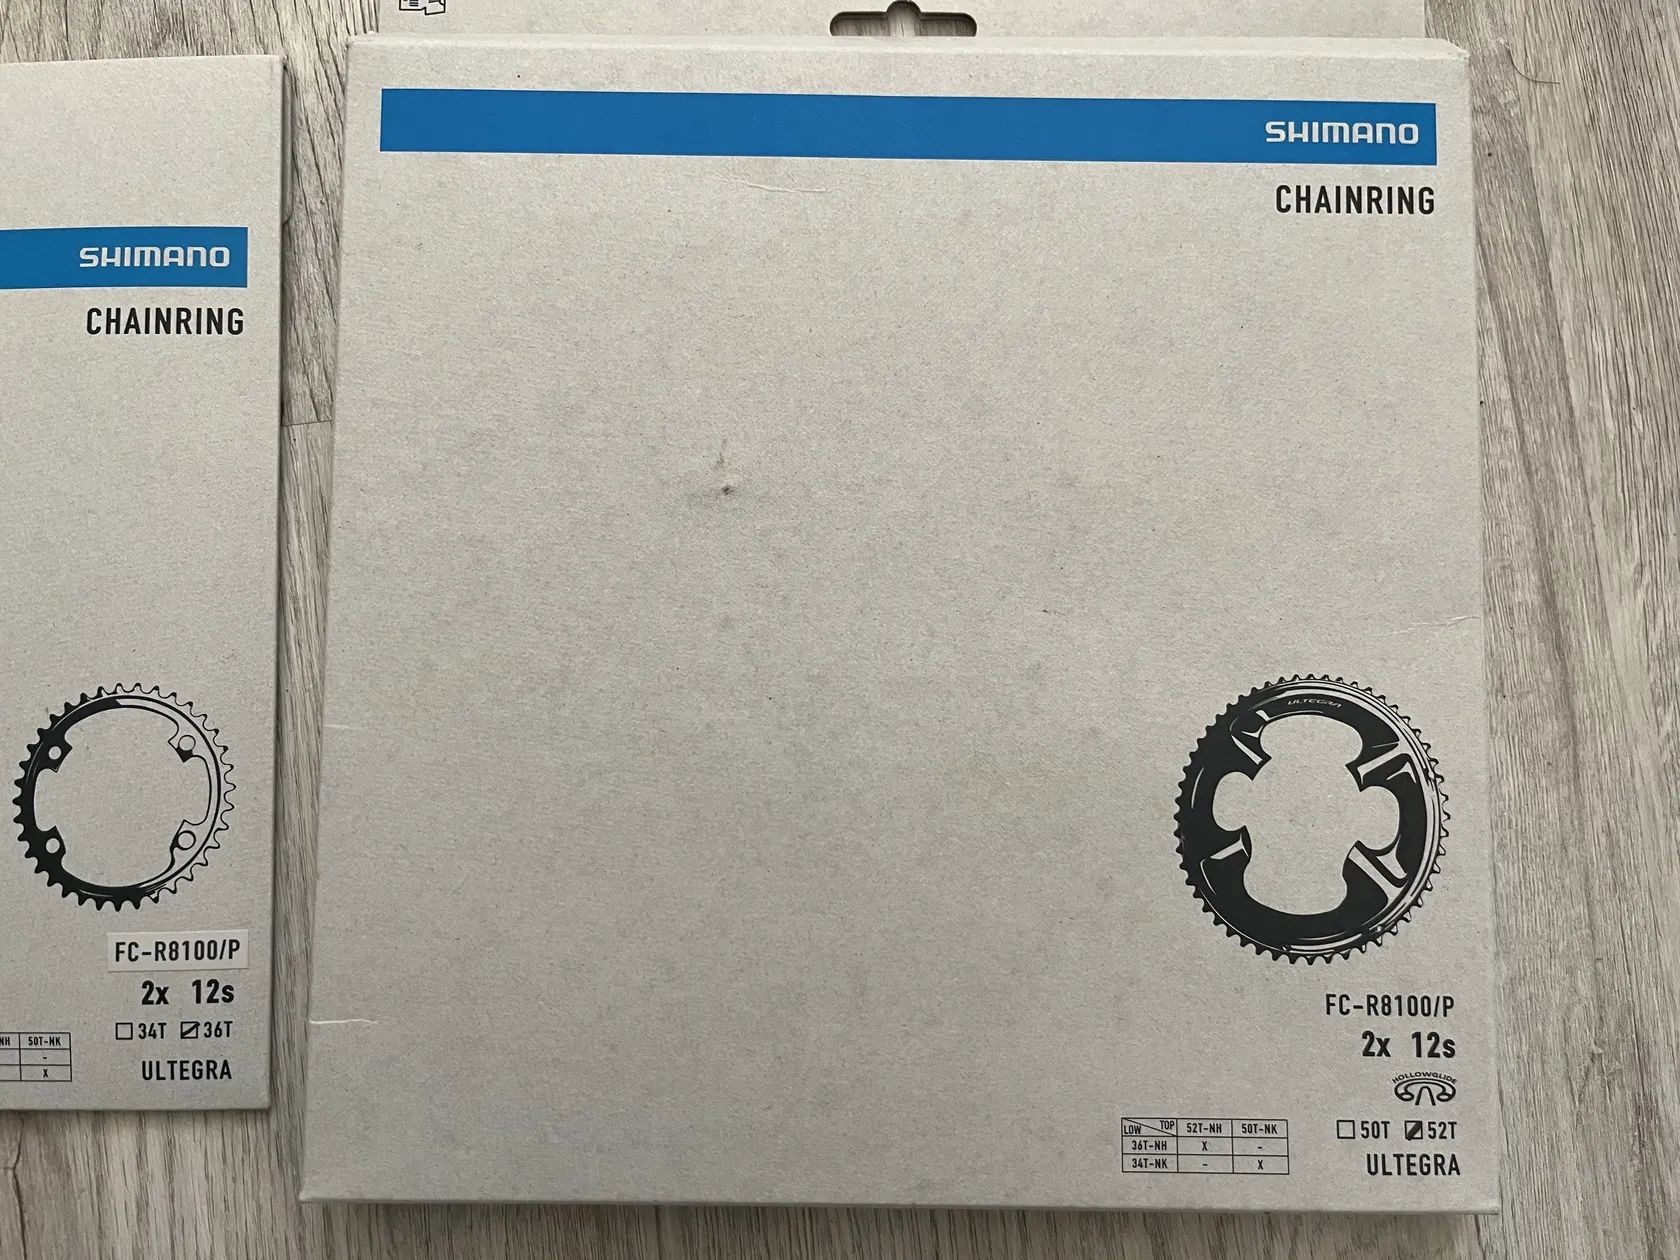 SHIMANO
CHAINRING
FC-R8100/P
2x 12s
34T 36T
ULTEGRA
NH 50T-NK
-
X
SHIMANO
CHAINRING
ULTEGRA
FC-R8100/P
2x 12s
HOLLOWGLIDE
50T 52T
ULTEGRA
LOW TOP 52T-NH 50T-NK
36T-NH X -
34T-NK - X